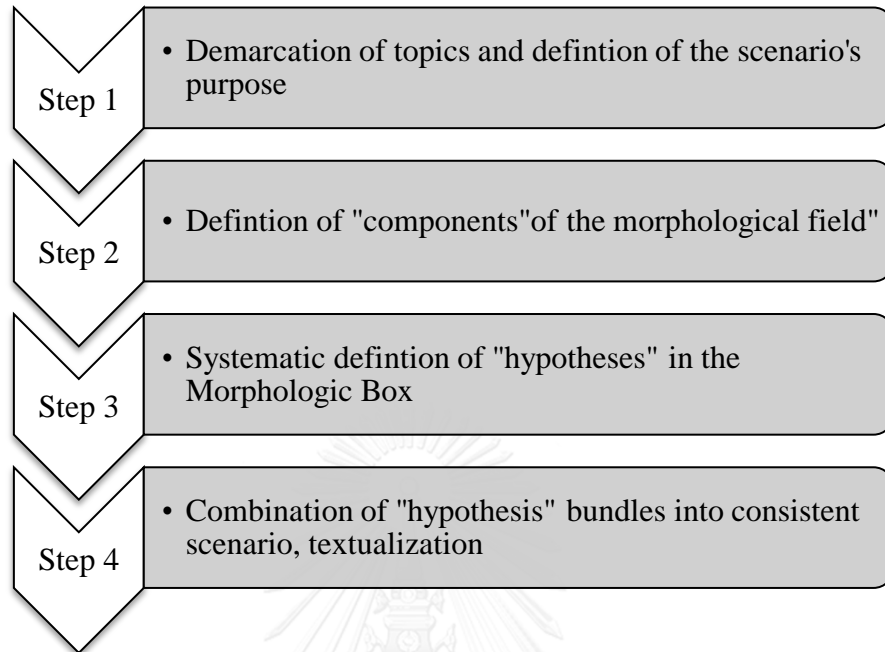 Step 1
• Demarcation of topics and defintion of the scenario's
purpose
Step 2
• Defintion of "components"of the morphological field"
Step 3
• Systematic defintion of "hypotheses" in the
Morphologic Box
Step 4
• Combination of "hypothesis" bundles into consistent
scenario, textualization